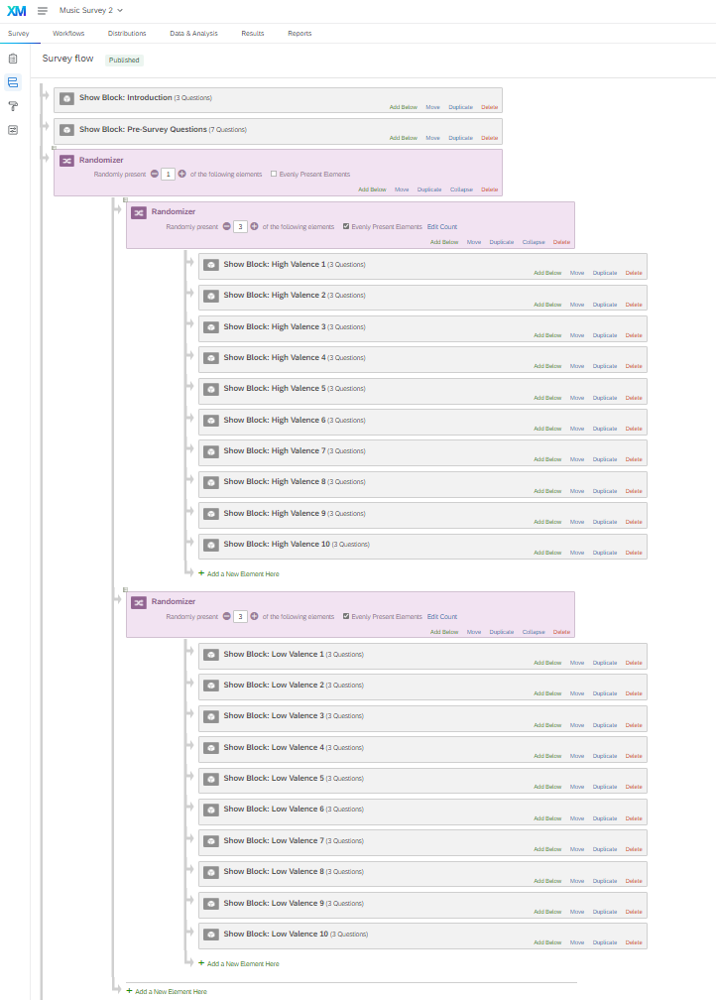 XM Music Survey 2
Survey Workflows Distributions Data & Analysis Results Reports
Survey flow Published
Show Block: Introduction (3 Questions)
Add Below Move Duplicate Delete
Show Block: Pre-Survey Questions (7 Questions)
Add Below Move Duplicate Delete
Randomizer
Randomly present 1 of the following elements Evenly Present Elements
Add Below Move Duplicate Collapse Delete
Randomizer
Randomly present 3 of the following elements Evenly Present Elements Edit Count
Add Below Move Duplicate Collapse Delete
Show Block: High Valence 1 (3 Questions)
Add Below Move Duplicate Delete
Show Block: High Valence 2 (3 Questions)
Add Below Move Duplicate Delete
Show Block: High Valence 3 (3 Questions)
Add Below Move Duplicate Delete
Show Block: High Valence 4 (3 Questions)
Add Below Move Duplicate Delete
Show Block: High Valence 5 (3 Questions)
Add Below Move Duplicate Delete
Show Block: High Valence 6 (3 Questions)
Add Below Move Duplicate Delete
Show Block: High Valence 7 (3 Questions)
Add Below Move Duplicate Delete
Show Block: High Valence 8 (3 Questions)
Add Below Move Duplicate Delete
Show Block: High Valence 9 (3 Questions)
Add Below Move Duplicate Delete
Show Block: High Valence 10 (3 Questions)
Add Below Move Duplicate Delete
+ Add a New Element Here
Randomizer
Randomly present 3 of the following elements Evenly Present Elements Edit Count
Add Below Move Duplicate Collapse Delete
Show Block: Low Valence 1 (3 Questions)
Add Below Move Duplicate Delete
Show Block: Low Valence 2 (3 Questions)
Add Below Move Duplicate Delete
Show Block: Low Valence 3 (3 Questions)
Add Below Move Duplicate Delete
Show Block: Low Valence 4 (3 Questions)
Add Below Move Duplicate Delete
Show Block: Low Valence 5 (3 Questions)
Add Below Move Duplicate Delete
Show Block: Low Valence 6 (3 Questions)
Add Below Move Duplicate Delete
Show Block: Low Valence 7 (3 Questions)
Add Below Move Duplicate Delete
Show Block: Low Valence 8 (3 Questions)
Add Below Move Duplicate Delete
Show Block: Low Valence 9 (3 Questions)
Add Below Move Duplicate Delete
Show Block: Low Valence 10 (3 Questions)
Add Below Move Duplicate Delete
+ Add a New Element Here
+ Add a New Element Here